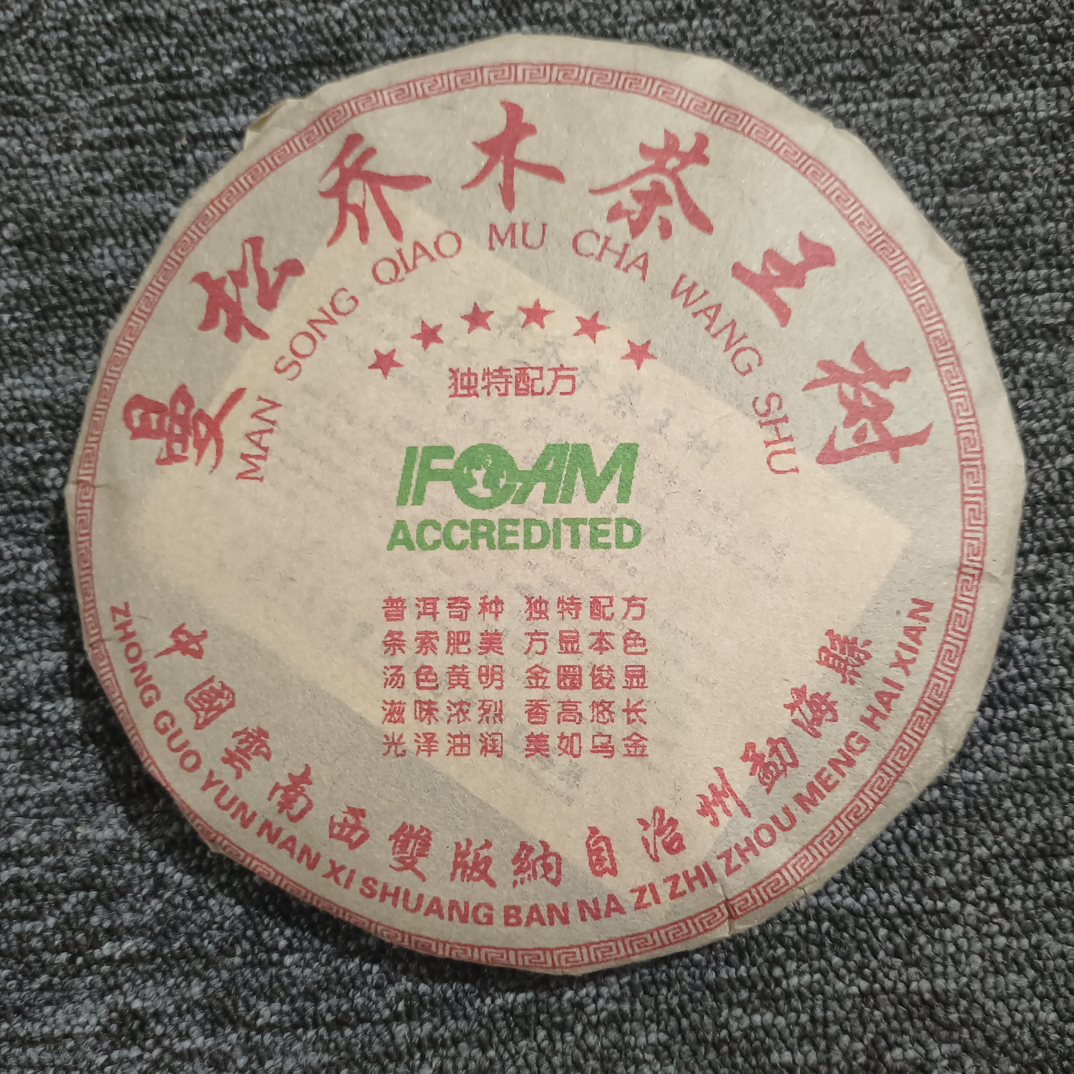 曼松乔木茶王树
MAN SONG QIAO MU CHA WANG SHU
独特配方
IFOAM
ACCREDITED
普洱奇种 独特配方
条索肥美 方显本色
汤色黄明 金圈俊显
滋味浓烈 香高悠长
光泽油润 美如乌金
中國雲南西雙版納自治州勐海縣
ZHONG GUO YUN NAN XI SHUANG BAN NA ZI ZHI ZHOU MENG HAI XIAN